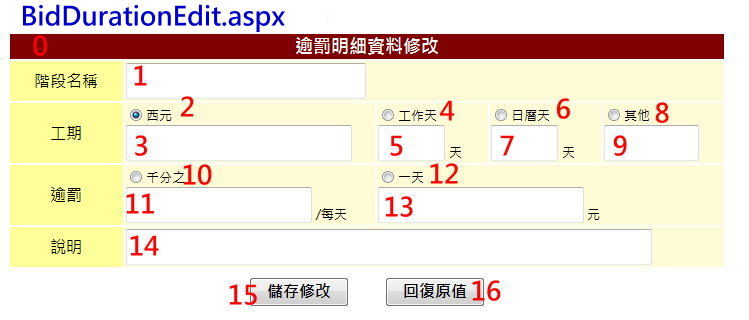 BidDurationEdit.aspx
0 逾罰明細資料修改
階段名稱 1
工期 西元 2 工作天 4 日曆天 6 其他 8
3 5 天 7 天 9
逾罰 千分之 10 一天 12
11 /每天 13 元
說明 14
15 儲存修改 回復原值 16